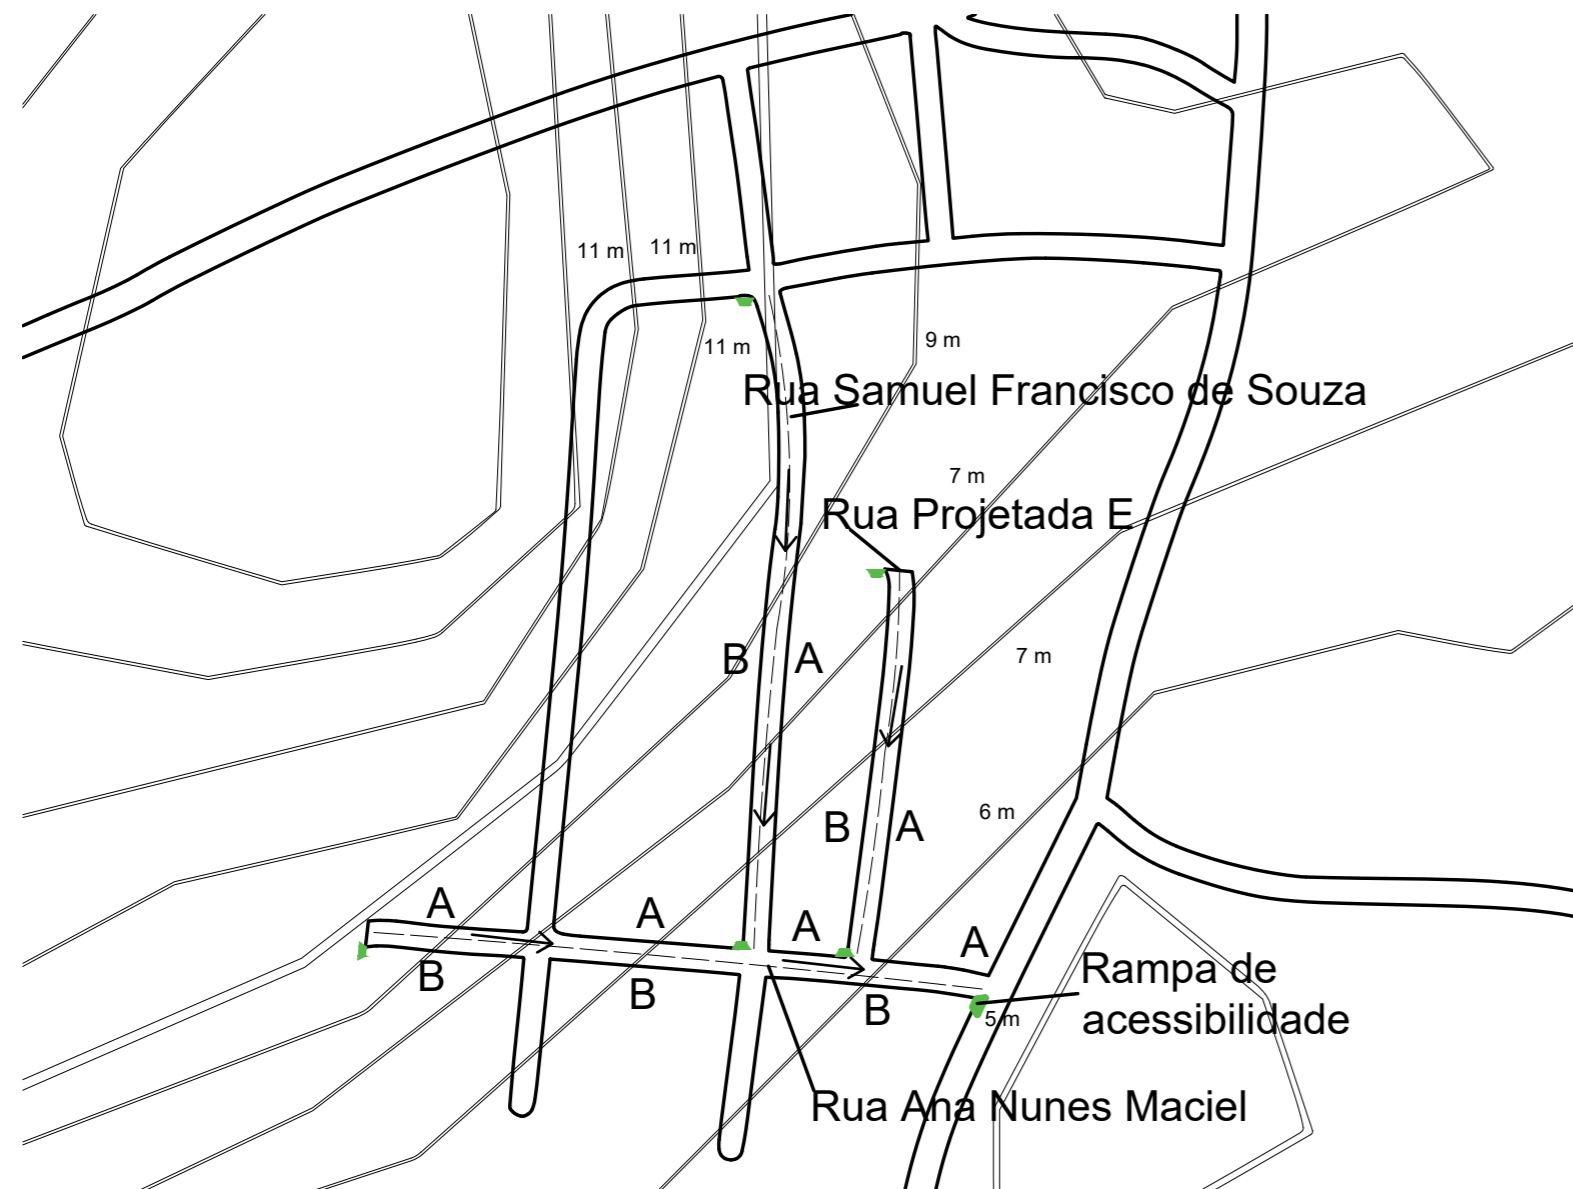 11 m
11 m
11 m
9 m
Rua Samuel Francisco de Souza
7 m
Rua Projetada E
B
A
7 m
6 m
B
A
A
A
A
A
B
B
B
Rampa de
acessibilidade
5 m
Rua Ana Nunes Maciel